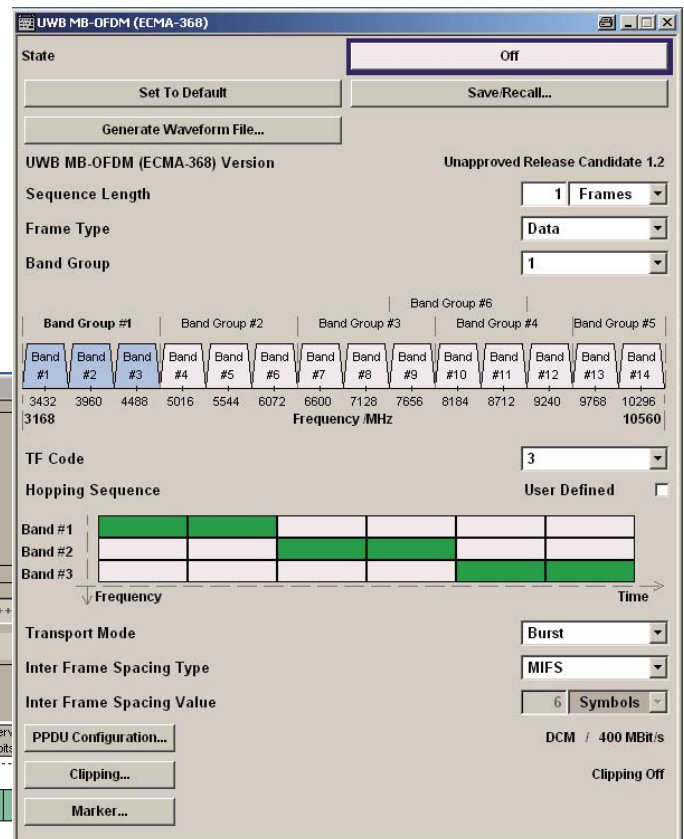 UWB MB-OFDM (ECMA-368)
State Off
Set To Default Save/Recall...
Generate Waveform File...
UWB MB-OFDM (ECMA-368) Version Unapproved Release Candidate 1.2
Sequence Length 1 Frames
Frame Type Data
Band Group 1
Band Group #6
Band Group #1 Band Group #2 Band Group #3 Band Group #4 Band Group #5
Band Band Band Band Band Band Band Band Band Band Band Band Band Band
#1 #2 #3 #4 #5 #6 #7 #8 #9 #10 #11 #12 #13 #14
3432 3960 4488 5016 5544 6072 6600 7128 7656 8184 8712 9240 9768 10296
3168 Frequency /MHz 10560
TF Code 3
Hopping Sequence User Defined
Band #1
Band #2
Band #3
Frequency Time
Transport Mode Burst
Inter Frame Spacing Type MIFS
Inter Frame Spacing Value 6 Symbols
PPDU Configuration... DCM / 400 MBit/s
Clipping... Clipping Off
Marker...